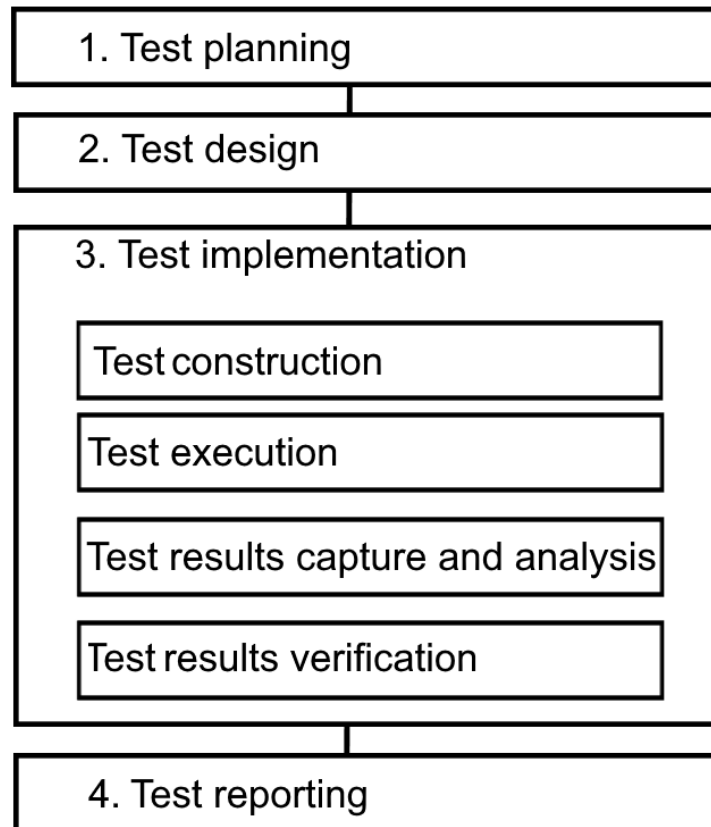 1. Test planning
2. Test design
3. Test implementation
Test construction
Test execution
Test results capture and analysis
Test results verification
4. Test reporting